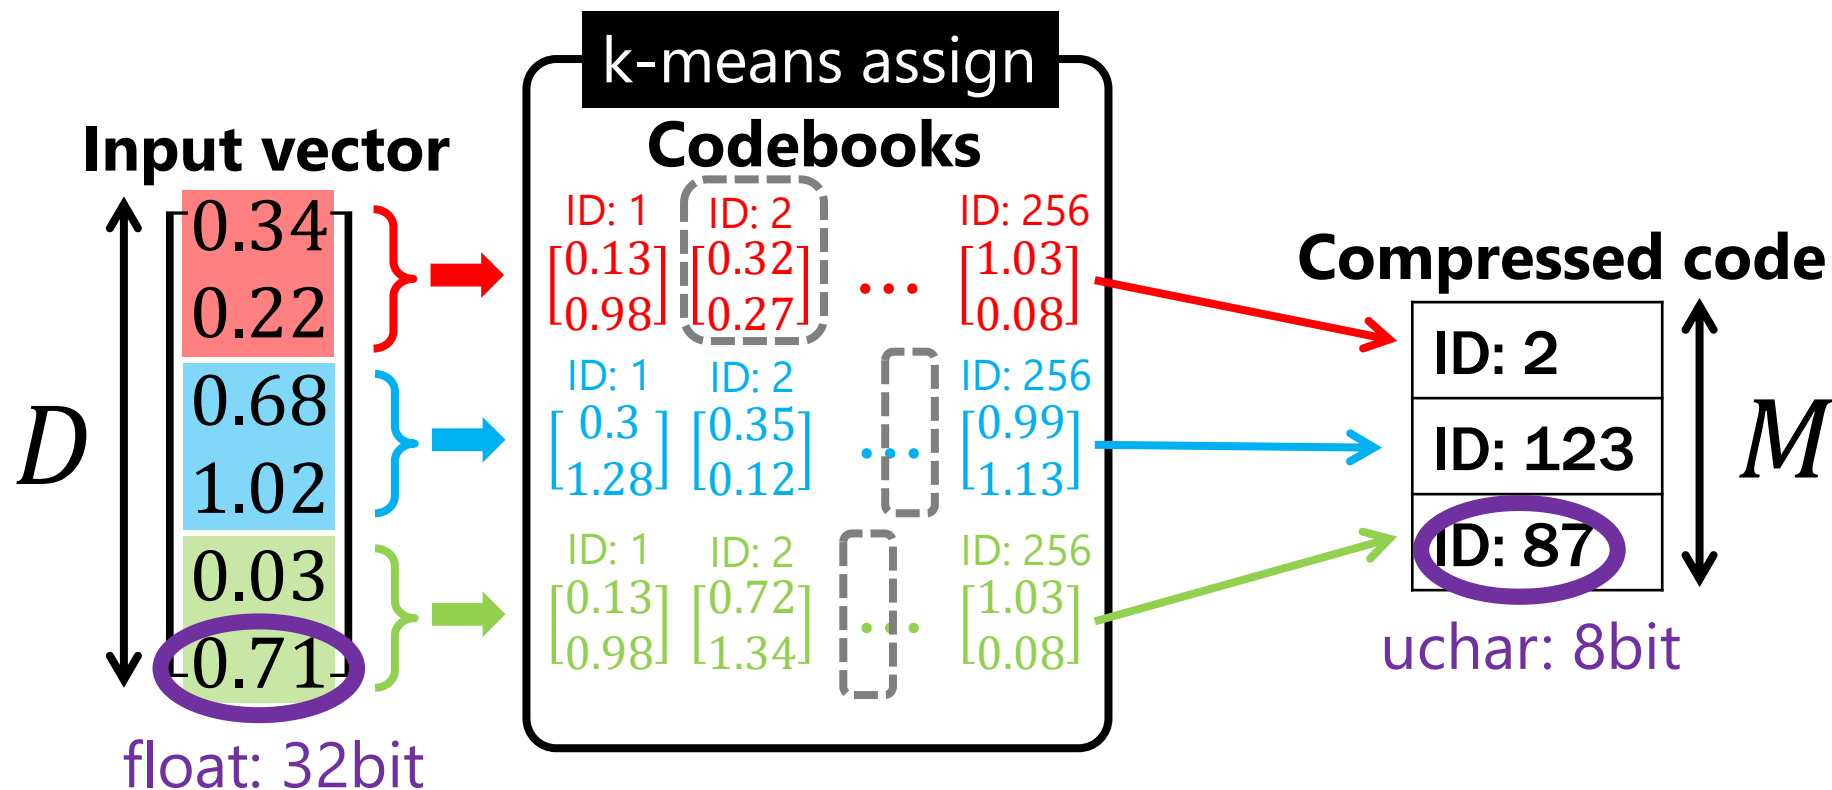 k-means assign
Input vector
Codebooks
Compressed code
D
0.34
0.22
0.68
1.02
0.03
0.71
float: 32bit
ID: 1 ID: 2 ID: 256
0.13 0.32 ... 1.03
0.98 0.27 0.08
ID: 1 ID: 2 ID: 256
0.3 0.35 ... 0.99
1.28 0.12 1.13
ID: 1 ID: 2 ID: 256
0.13 0.72 ... 1.03
0.98 1.34 0.08
ID: 2
ID: 123
ID: 87
M
uchar: 8bit